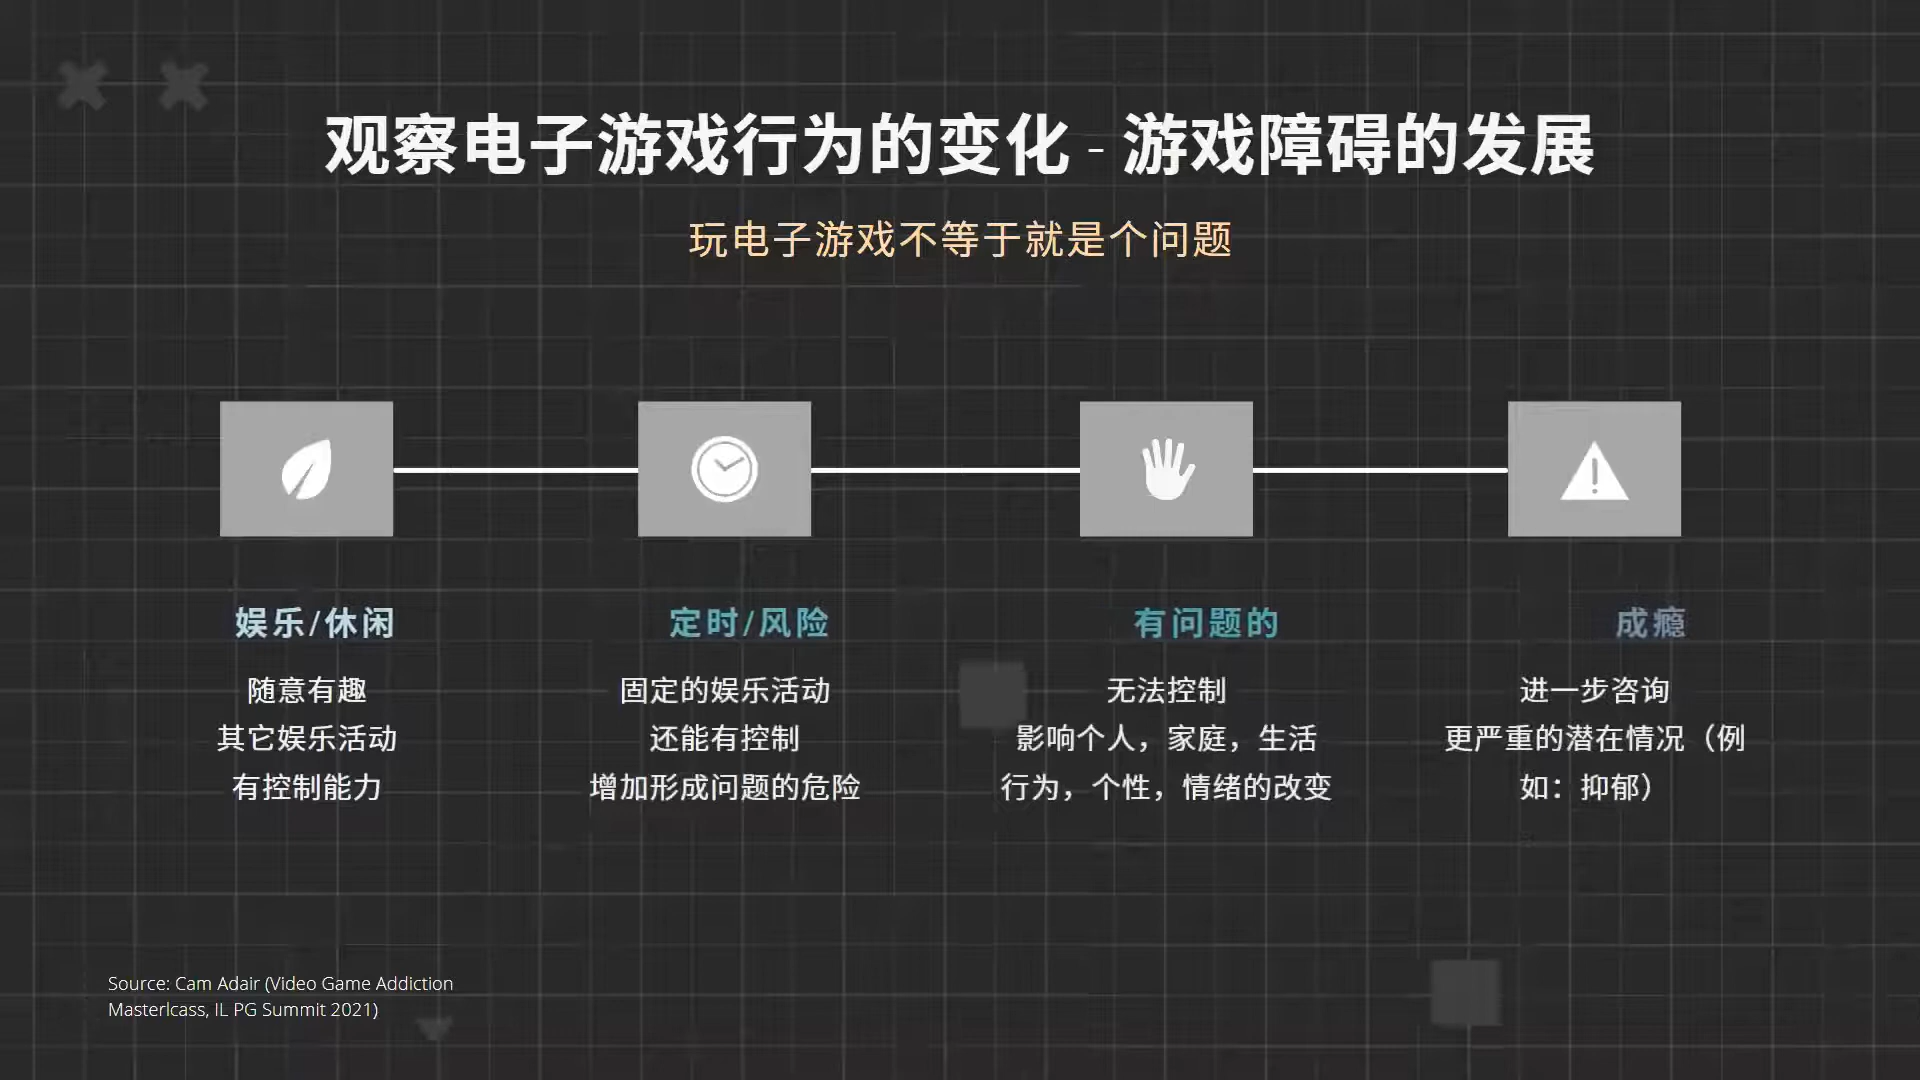 观察电子游戏行为的变化 - 游戏障碍的发展
玩电子游戏不等于就是个问题
娱乐/休闲
随意有趣
其它娱乐活动
有控制能力
定时/风险
固定的娱乐活动
还能有控制
增加形成问题的危险
有问题的
无法控制
影响个人，家庭，生活
行为，个性，情绪的改变
成瘾
进一步咨询
更严重的潜在情况（例
如：抑郁）
Source: Cam Adair (Video Game Addiction
Masterlcass, IL PG Summit 2021)